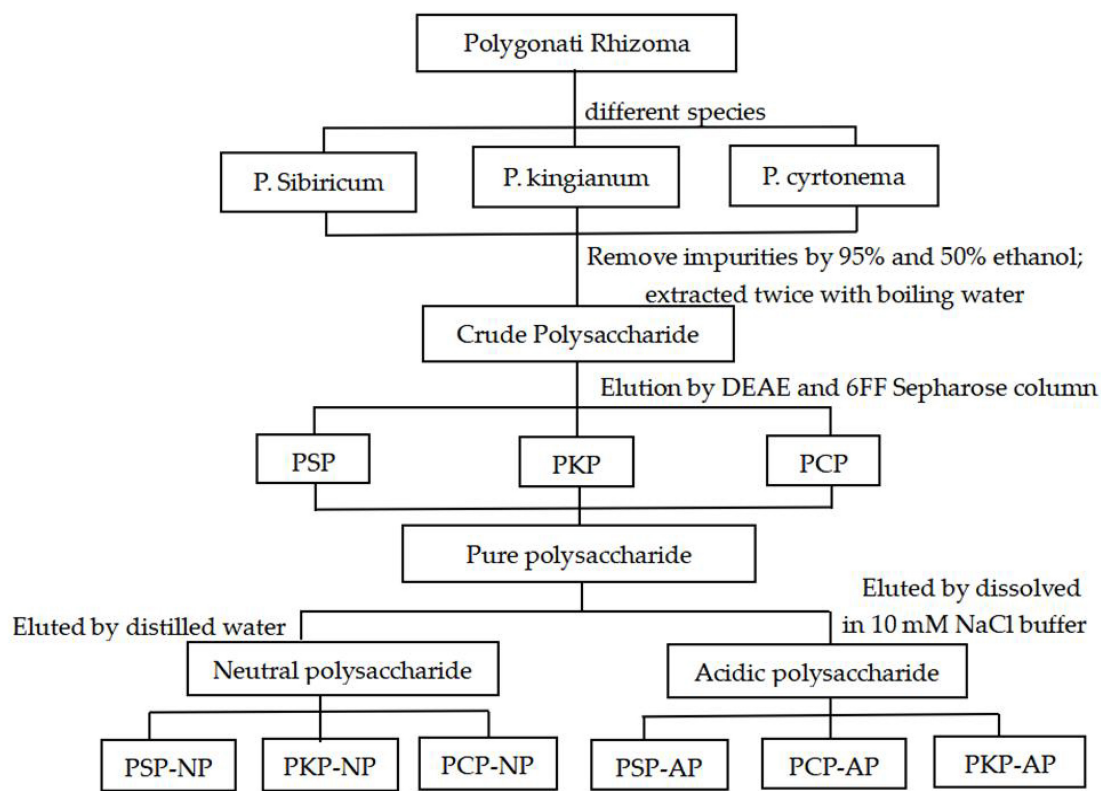 Polygonati Rhizoma
different species
P. Sibiricum
P. kingianum
P. cyrtonema
Remove impurities by 95% and 50% ethanol;
extracted twice with boiling water
Crude Polysaccharide
Elution by DEAE and 6FF Sepharose column
PSP
PKP
PCP
Pure polysaccharide
Eluted by distilled water
Eluted by dissolved
in 10 mM NaCl buffer
Neutral polysaccharide
Acidic polysaccharide
PSP-NP
PKP-NP
PCP-NP
PSP-AP
PCP-AP
PKP-AP